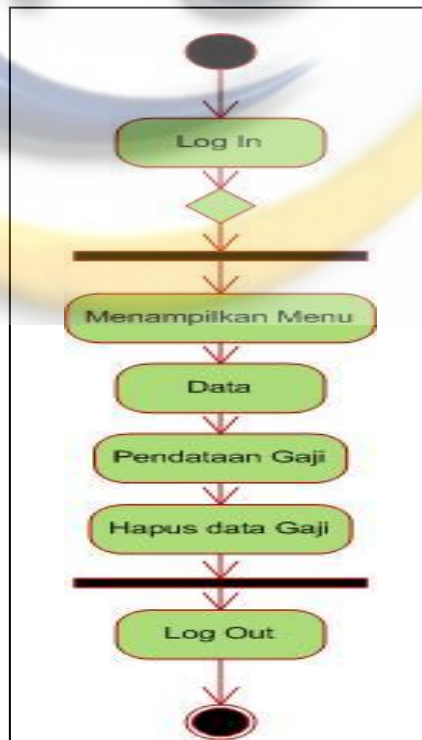 Log In
Menampilkan Menu
Data
Pendataan Gaji
Hapus data Gaji
Log Out